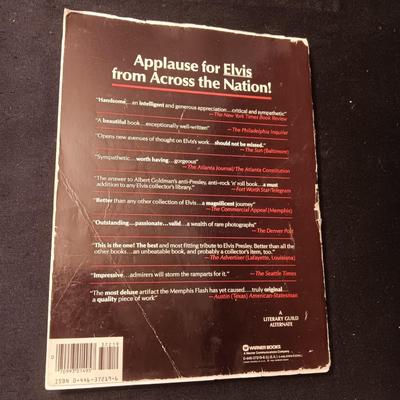 Applause for Elvis
from Across the Nation!
"Handsome,...an intelligent and generous appreciation...critical and sympathetic"
—The New York Times Book Review
"A beautiful book...exceptionally well-written"
—The Philadelphia Inquirer
"Opens new avenues of thought on Elvis's work...should not be missed."
—The Sun (Baltimore)
"Sympathetic...worth having...gorgeous"
—The Atlanta Journal/The Atlanta Constitution
"The answer to Albert Goldman's anti-Presley, anti-rock 'n' roll book...a must
addition to any Elvis collector's library."
—Fort Worth Star-Telegram
"Better than any other collection of Elvis...a magnificent journey"
—The Commercial Appeal (Memphis)
"Outstanding...passionate...valid...a wealth of rare photographs"
—The Denver Post
"This is the one! The best and most fitting tribute to Elvis Presley. Better than all the
other books...an unbeatable book, and probably a collector's item, too."
—The Advertiser (Lafayette, Louisiana)
"Impressive...admirers will storm the ramparts for it."
—The Seattle Times
"The most deluxe artifact the Memphis Flash has yet caused...truly original...
a quality piece of work"
—Austin (Texas) American-Statesman
A
LITERARY GUILD
ALTERNATE
37219
ISBN 0-446-37219-6
WARNER BOOKS
A Warner Communications Company